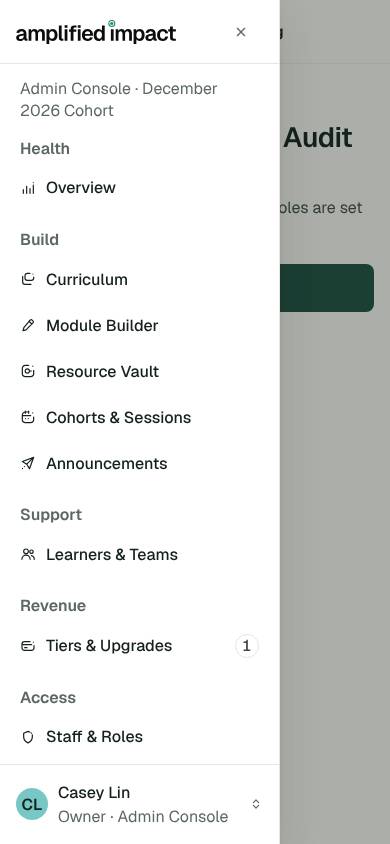 amplified impact
Admin Console · December
2026 Cohort
Health
Overview
Build
Curriculum
Module Builder
Resource Vault
Cohorts & Sessions
Announcements
Support
Learners & Teams
Revenue
Tiers & Upgrades 1
Access
Staff & Roles
CL
Casey Lin
Owner · Admin Console
Audit
are set